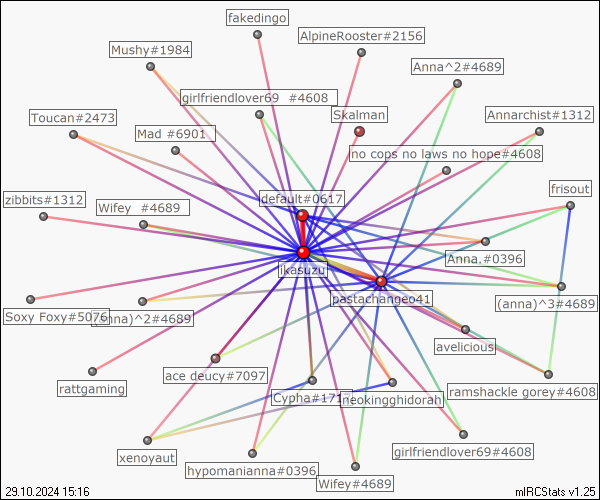 fakedingo
AlpineRooster#2156
Mushy#1984
Anna^2#4689
girlfriendlover69 #4608
Toucan#2473
Skalman
Annarchist#1312
Mad #6901
no cops no laws no hope#4608
frisout
default#0617
zibbits#1312
Wifey #4689
Anna.#0396
ikasuzu
pastachangeo41
(anna)^3#4689
Soxy Foxy#5076
(anna)^2#4689
avelicious
ace deucy#7097
rattgaming
ramshackle gorey#4608
neokingghidorah
xenoyaut
girlfriendlover69#4608
hypomanianna#0396
Wifey#4689
29.10.2024 15:16
mIRCStats v1.25